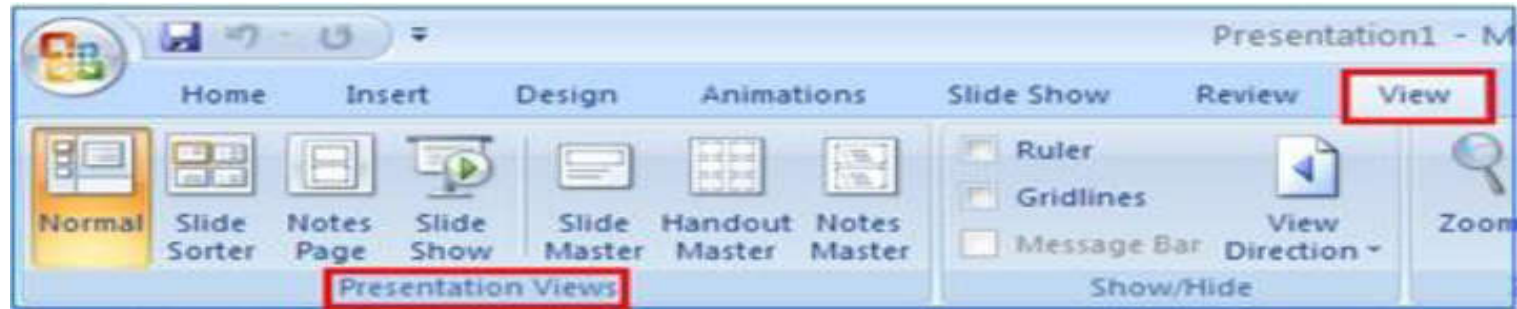 Presentation1 - M
Home Insert Design Animations Slide Show Review View
Normal Slide Sorter Notes Page Slide Show Slide Master Handout Master Notes Master
Presentation Views
Ruler
Gridlines
Message Bar
View Direction
Show/Hide
Zoom